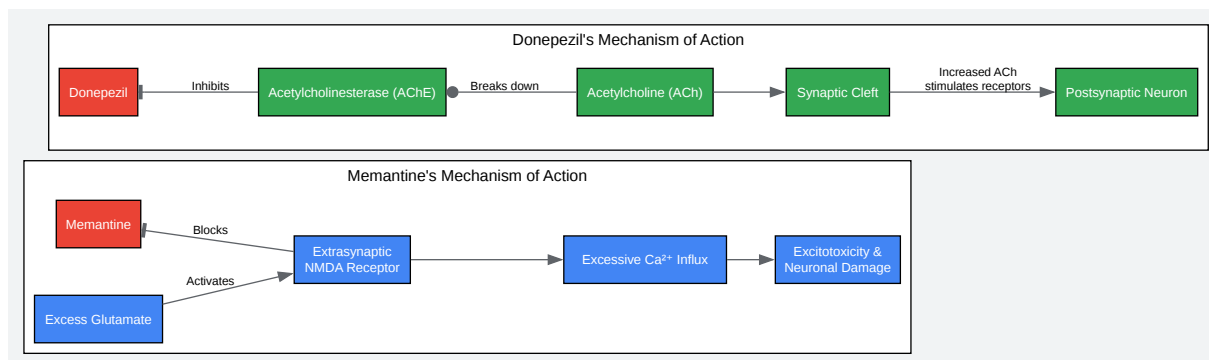 Donepezil's Mechanism of Action
Donepezil
Inhibits
Acetylcholinesterase (AChE)
Breaks down
Acetylcholine (ACh)
Synaptic Cleft
Increased ACh
stimulates receptors
Postsynaptic Neuron
Memantine's Mechanism of Action
Memantine
Blocks
Extrasynaptic
NMDA Receptor
Excessive Ca²⁺ Influx
Excitotoxicity &
Neuronal Damage
Activates
Excess Glutamate